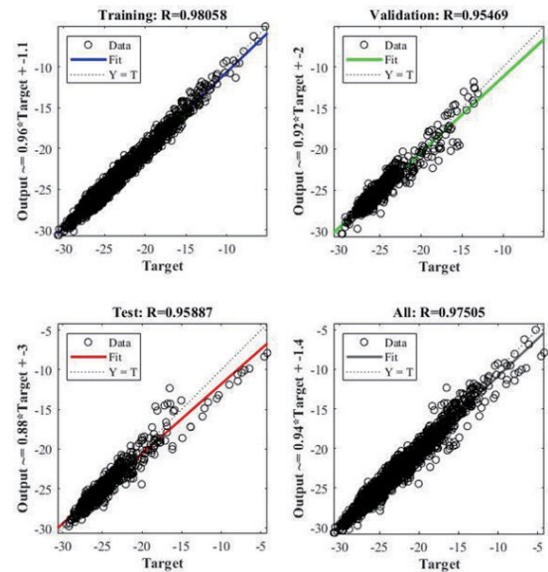 Training: R=0.98058
Output ~= 0.96*Target + -1.1
Data
Fit
Y = T
-10
-15
-20
-25
-30
-30 -25 -20 -15 -10
Target
Validation: R=0.95469
Output ~= 0.92*Target + -2
Data
Fit
Y = T
-10
-15
-20
-25
-30
-30 -25 -20 -15 -10
Target
Test: R=0.95887
Output ~= 0.88*Target + -3
Data
Fit
Y = T
-5
-10
-15
-20
-25
-30
-30 -25 -20 -15 -10 -5
Target
All: R=0.97505
Output ~= 0.94*Target + -1.4
Data
Fit
Y = T
-5
-10
-15
-20
-25
-30
-30 -25 -20 -15 -10 -5
Target